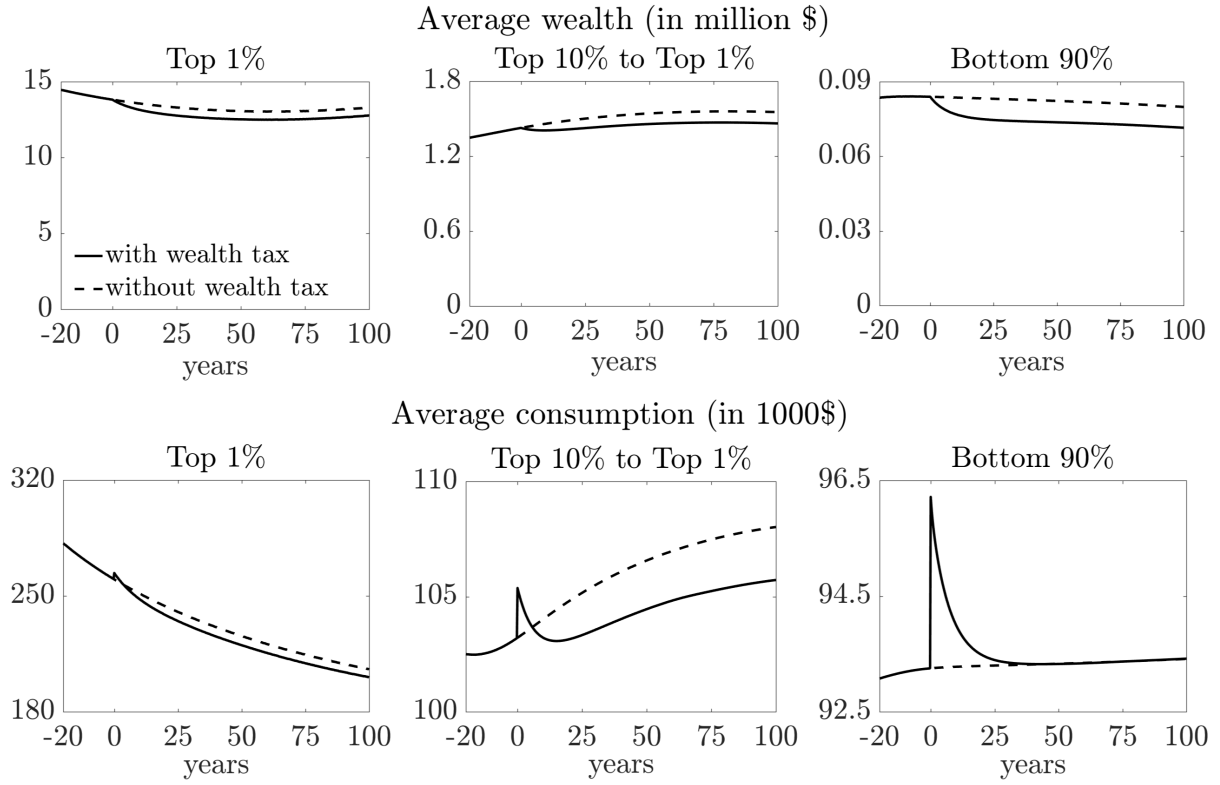 Average wealth (in million $)
Top 1%
Top 10% to Top 1%
Bottom 90%
15
10
5
0
with wealth tax
without wealth tax
-20 0 25 50 75 100
years
1.8
1.2
0.6
0
-20 0 25 50 75 100
years
0.09
0.06
0.03
0
-20 0 25 50 75 100
years
Average consumption (in 1000$)
Top 1%
Top 10% to Top 1%
Bottom 90%
320
250
180
-20 0 25 50 75 100
years
110
105
100
-20 0 25 50 75 100
years
96.5
94.5
92.5
-20 0 25 50 75 100
years